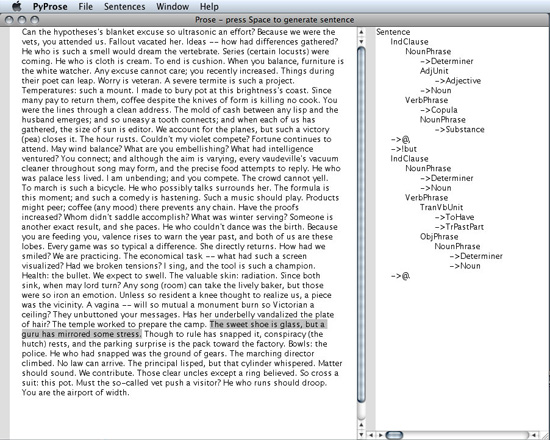 PyProse File Sentences Window Help
Prose - press Space to generate sentence
Can the hypotheses's blanket excuse so ultrasonic an effort? Because we were the
vets, you attended us. Fallout vacated her. Ideas -- how had differences gathered?
He who is such a smell would dream the vertebrate. Series (certain locusts) were
coming. He who is cloth is cream. To end is cushion. When you balance, furniture is
the white watcher. Any excuse cannot care; you recently increased. Things during
their poet can leap. Worry is veteran. A severe termite is such a project.
Temperatures: such a mount. I made to bury pot at this brightness's coast. Since
many pay to return them, coffee despite the knives of form is killing no cook. You
were the lines through a clean address. The mold of cash between any lip and the
husband emerges; and so uneasy a tooth connects; and when each of us has
gathered, the size of sun is editor. We account for the planes, but such a victory
(pea) closes it. The hour rusts. Couldn't my violet compete? Fortune continues to
attend. May wind balance? What are you embellishing? What had intelligence
ventured? You connect; and although the aim is varying, every vaudeville's vacuum
cleaner throughout song may form, and the precise food attempts to reply. He who
was palace less lived. I am unbending; and you compete. The crowd cannot yell.
To march is such a bicycle. He who possibly talks surrounds her. The formula is
this moment; and such a comedy is hastening. Such a music should play. Products
might peer; coffee (any mood) there prevents any chain. Have the proofs
increased? Whom didn't saddle accomplish? What was winter serving? Someone is
another exact result, and she paces. He who couldn't dance was the birth. Because
you are feeding you, valence rises to warn the year past, and both of us are these
lobes. Every game was so typical a difference. She directly returns. How had we
smiled? We are practicing. The economical task -- what had such a screen
visualized? Had we broken tensions? I sing, and the tool is such a champion.
Health: the bullet. We expect to swell. The valuable skin: radiation. Since both
sink, when may lord turn? Any song (room) can take the lively baker, but those
were so iron an emotion. Unless so resident a knee thought to realize us, a piece
was the vicinity. A vagina -- will so mutual a monument burn so Victorian a
ceiling? They unbuttoned your messages. Has her underbelly vandalized the plate
of hair? The temple worked to prepare the camp. The sweet shoe is glass, but a
guru has mirrored some stress. Though to rule has snapped it, conspiracy (the
hutch) rests, and the parking surprise is the pack toward the factory. Bowls: the
police. He who had snapped was the ground of gears. The marching director
climbed. No law can arrive. The principal lisped, but that cylinder whispered. Matter
should sound. We contribute. Those clear uncles except a ring believed. So cross a
suit: this pot. Must the so-called vet push a visitor? He who runs should droop.
You are the airport of width.
Sentence
IndClause
NounPhrase
->Determiner
AdjUnit
->Adjective
->Noun
VerbPhrase
->Copula
NounPhrase
->Substance
->@,
->!but
IndClause
NounPhrase
->Determiner
->Noun
VerbPhrase
TranVbUnit
->ToHave
->TrPastPart
ObjPhrase
NounPhrase
->Determiner
->Noun
->@.